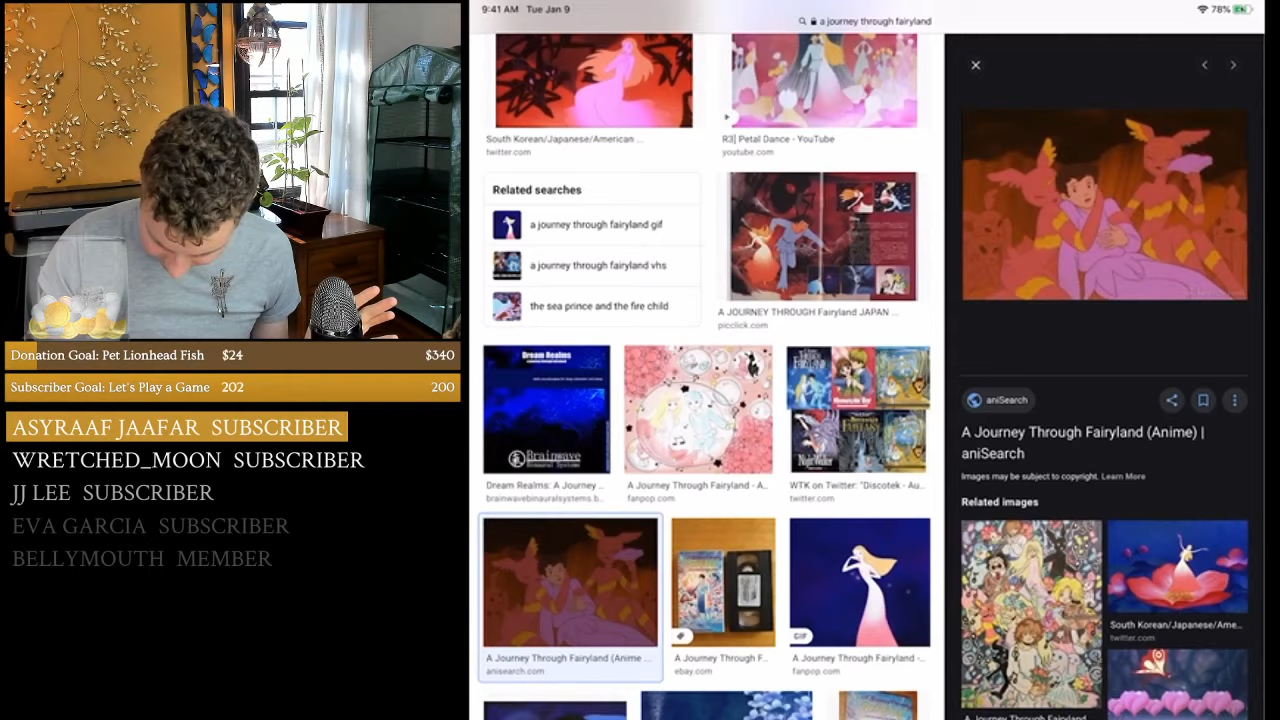 Donation Goal: Pet Lionhead Fish $24 $340
Subscriber Goal: Let's Play a Game 202 200
ASYRAAF JAAFAR SUBSCRIBER
WRETCHED_MOON SUBSCRIBER
JJ LEE SUBSCRIBER
EVA GARCIA SUBSCRIBER
BELLYMOUTH MEMBER
9:41 AM Tue Jan 9
78%
a journey through fairyland
South Korean/Japanese/American ...
twitter.com
R3| Petal Dance - YouTube
youtube.com
Related searches
a journey through fairyland gif
a journey through fairyland vhs
the sea prince and the fire child
A JOURNEY THROUGH Fairyland JAPAN ...
picclick.com
Dream Realms
Brainwave
Dream Realms: A Journey ...
brainwavebinauralsystems.b..
A Journey Through Fairyland - A..
fanpop.com
WTK on Twitter: "Discotek - Au...
twitter.com
A Journey Through Fairyland (Anime ...
anisearch.com
A Journey Through F..
ebay.com
GIF
A Journey Through Fairyland -..
fanpop.com
aniSearch
A Journey Through Fairyland (Anime) |
aniSearch
Images may be subject to copyright. Learn More
Related images
South Korean/Japanese/Ame...
twitter.com
A Journey Through Fairyland